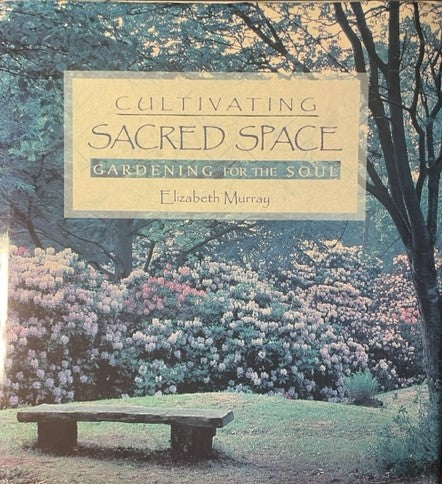 CULTIVATING
SACRED SPACE
GARDENING FOR THE SOUL
Elizabeth Murray